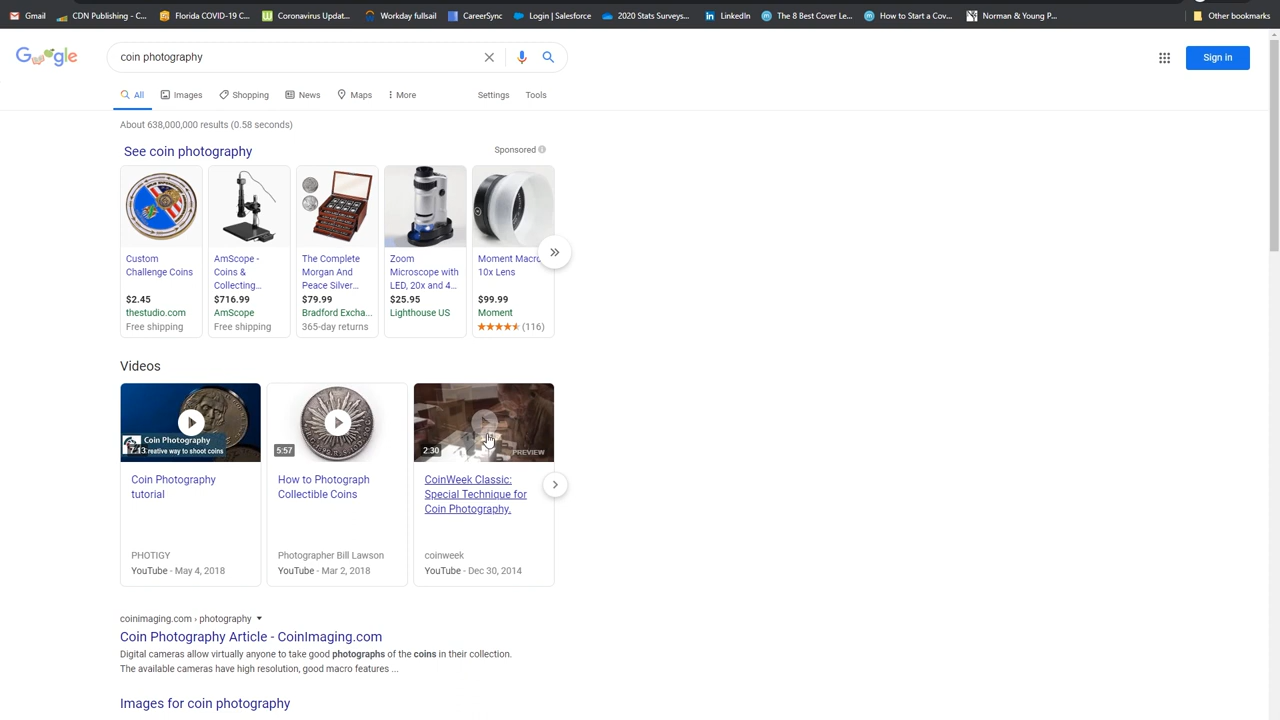 Gmail CDN Publishing - C... Florida COVID-19 C... Coronavirus Updat... Workday fullsail CareerSync Login | Salesforce 2020 Stats Surveys... LinkedIn The 8 Best Cover Le... How to Start a Cov... Norman & Young P... Other bookmarks
Google coin photography Sign in
All Images Shopping News Maps More Settings Tools
About 638,000,000 results (0.58 seconds)
See coin photography Sponsored
Custom
Challenge Coins
$2.45
thestudio.com
Free shipping
AmScope -
Coins &
Collecting...
$716.99
AmScope
Free shipping
The Complete
Morgan And
Peace Silver...
$79.99
Bradford Excha...
365-day returns
Zoom
Microscope with
LED, 20x and 4...
$25.95
Lighthouse US
Moment Macro
10x Lens
$99.99
Moment
(116)
Videos
Coin Photography
7:13 reative way to shoot coins
Coin Photography
tutorial
PHOTIGY
YouTube - May 4, 2018
5:57
How to Photograph
Collectible Coins
Photographer Bill Lawson
YouTube - Mar 2, 2018
2:30 PREVIEW
CoinWeek Classic:
Special Technique for
Coin Photography.
coinweek
YouTube - Dec 30, 2014
coinimaging.com › photography
Coin Photography Article - CoinImaging.com
Digital cameras allow virtually anyone to take good photographs of the coins in their collection.
The available cameras have high resolution, good macro features ...
Images for coin photography